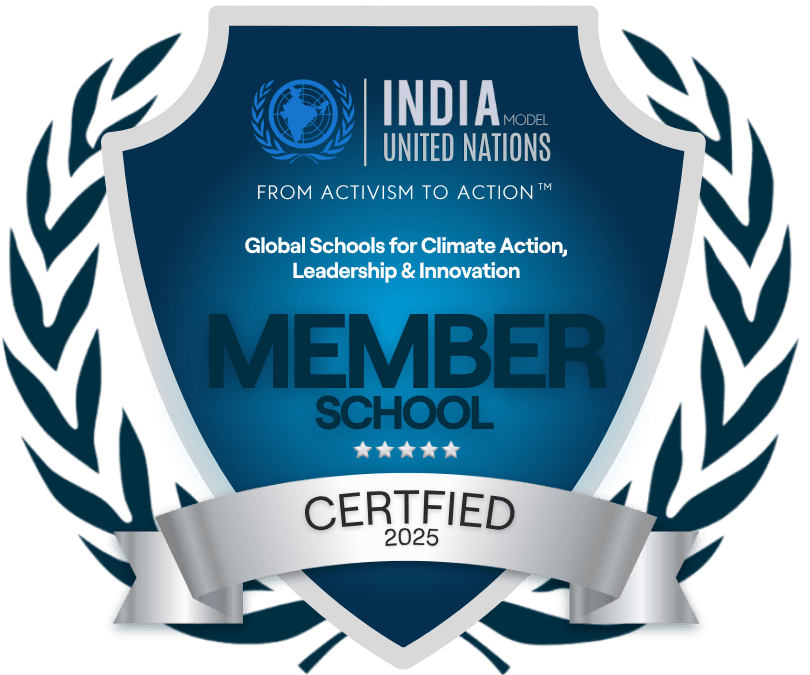 INDIA MODEL
UNITED NATIONS
FROM ACTIVISM TO ACTION™
Global Schools for Climate Action,
Leadership & Innovation
MEMBER
SCHOOL
CERTFIED
2025